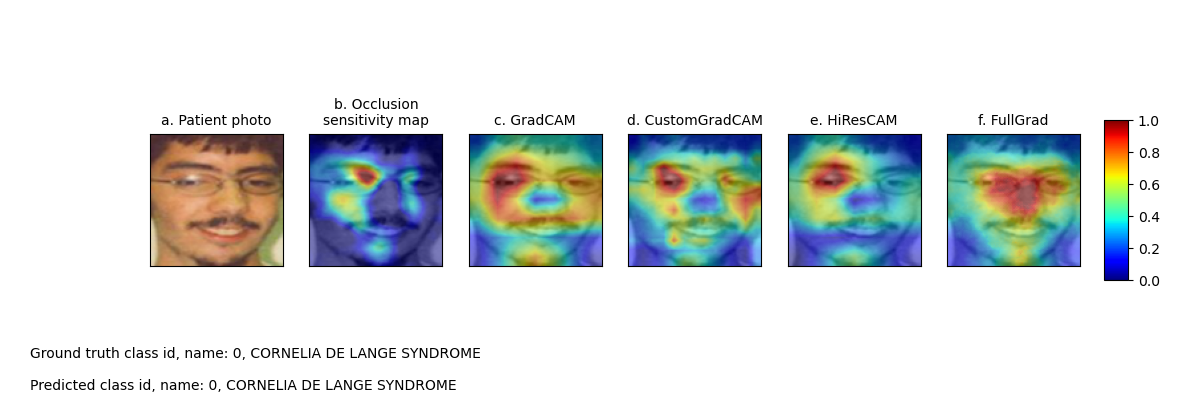 b. Occlusion
a. Patient photo sensitivity map c. GradCAM d. CustomGradCAM e. HiResCAM f. FullGrad
1.0
0.8
0.6
0.4
0.2
0.0
Ground truth class id, name: 0, CORNELIA DE LANGE SYNDROME
Predicted class id, name: 0, CORNELIA DE LANGE SYNDROME